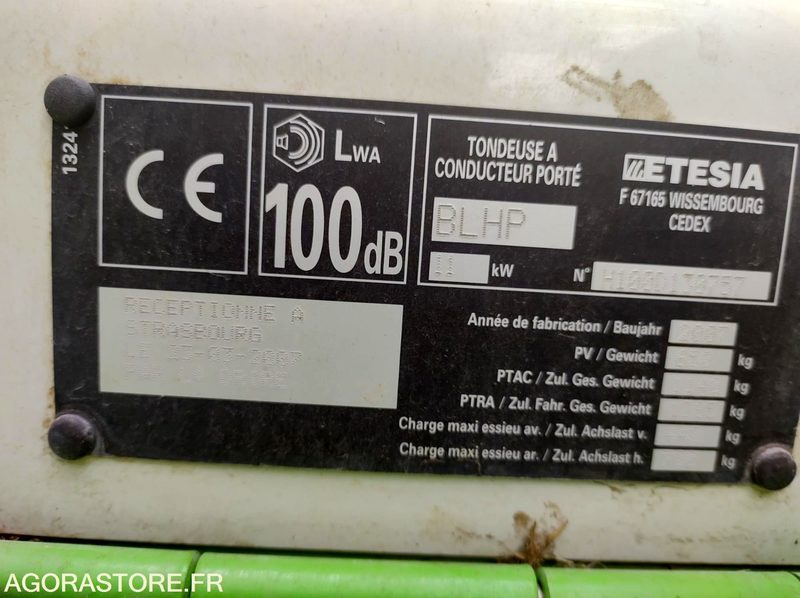 13241
CE
LWA
100dB
TONDEUSE A
CONDUCTEUR PORTÉ
BLHP
11 kW
ETESIA
F 67165 WISSEMBOURG
CEDEX
N°
RECEPTIONNE A
STRASBOURG
Année de fabrication / Baujahr
PV / Gewicht kg
PTAC / Zul. Ges. Gewicht kg
PTRA / Zul. Fahr. Ges. Gewicht kg
Charge maxi essieu av. / Zul. Achslast v. kg
Charge maxi essieu ar. / Zul. Achslast h. kg
AGORASTORE.FR